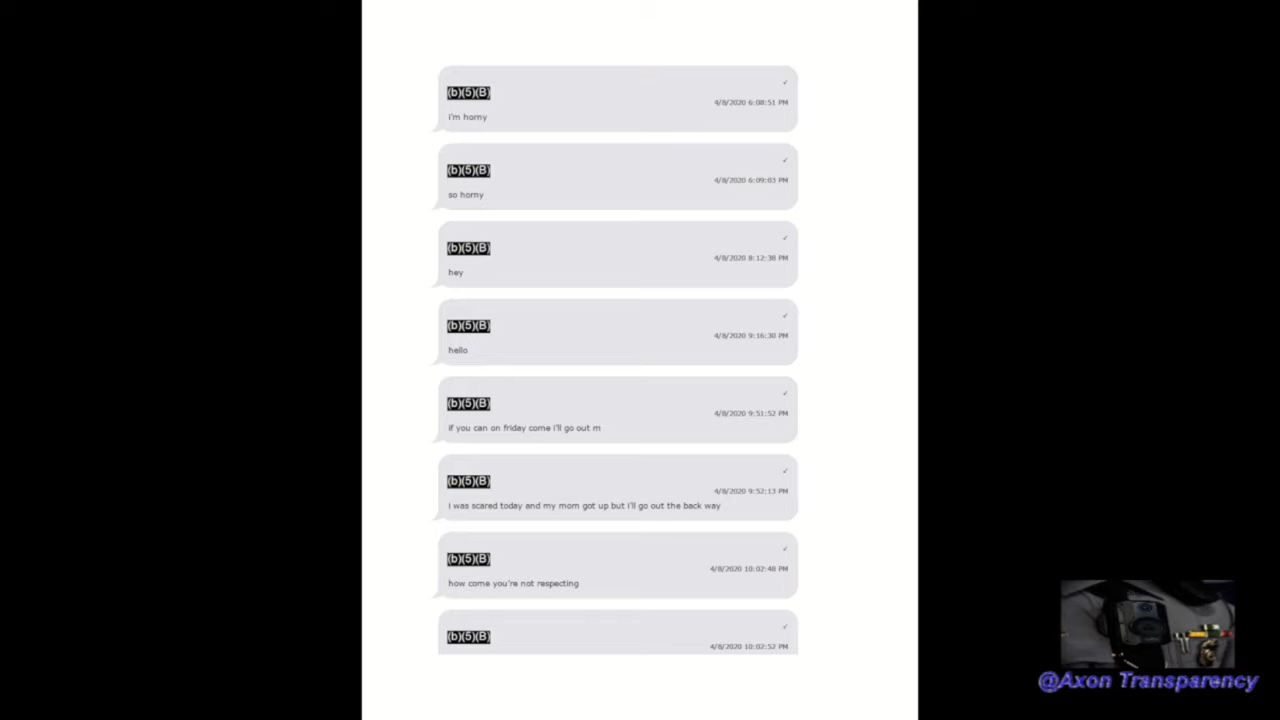 ✓
(b)(5)(B)
4/8/2020 6:08:51 PM
i'm horny
✓
(b)(5)(B)
4/8/2020 6:09:03 PM
so horny
✓
(b)(5)(B)
4/8/2020 8:12:38 PM
hey
✓
(b)(5)(B)
4/8/2020 9:16:30 PM
hello
✓
(b)(5)(B)
4/8/2020 9:51:52 PM
if you can on friday come i'll go out m
✓
(b)(5)(B)
4/8/2020 9:52:13 PM
i was scared today and my mom got up but i'll go out the back way
✓
(b)(5)(B)
4/8/2020 10:02:48 PM
how come you're not respecting
✓
(b)(5)(B)
4/8/2020 10:02:52 PM
@Axon Transparency